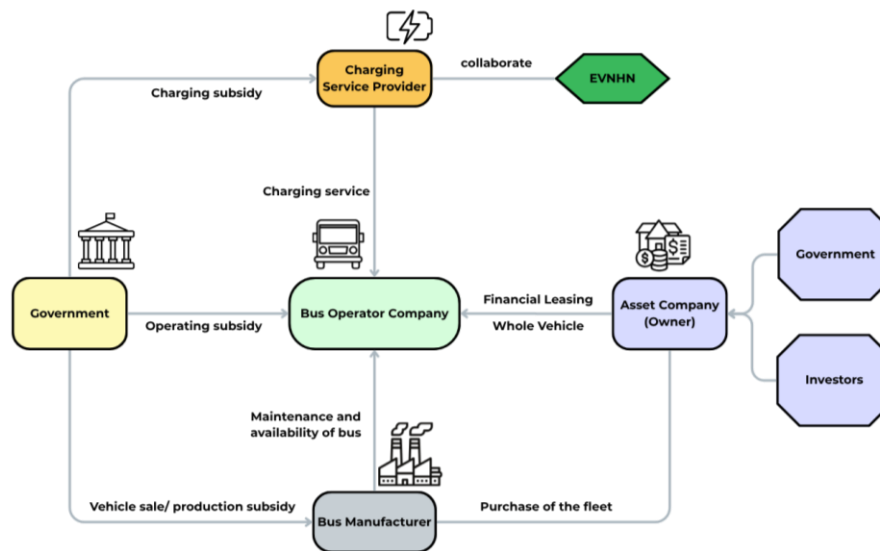 Charging
Service Provider
collaborate
EVNHN
Charging subsidy
Charging service
Government
Operating subsidy
Bus Operator Company
Financial Leasing
Whole Vehicle
Asset Company
(Owner)
Government
Investors
Maintenance and
availability of bus
Vehicle sale/ production subsidy
Bus Manufacturer
Purchase of the fleet